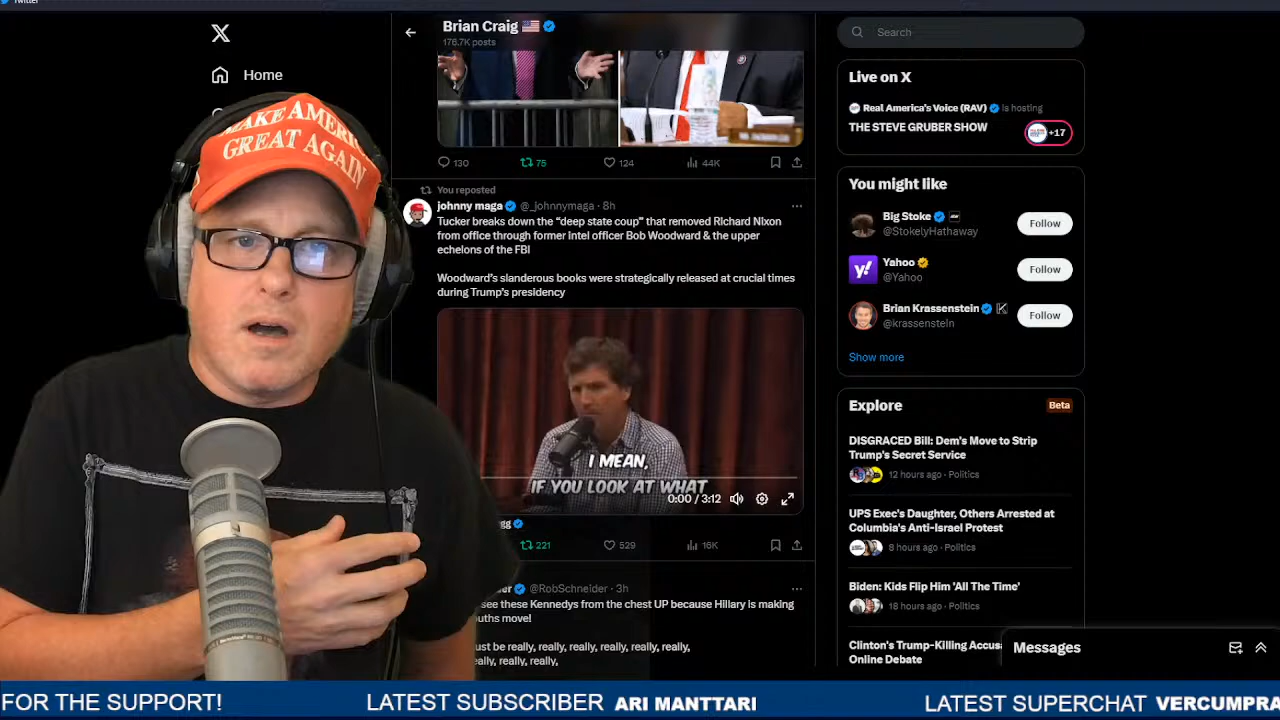 Twitter
X
Home
MAKE AMERICA
GREAT AGAIN
Brian Craig
176.7K posts
130
75
124
44K
You reposted
johnny maga @_johnnymaga · 8h
Tucker breaks down the "deep state coup" that removed Richard Nixon
from office through former intel officer Bob Woodward & the upper
echelons of the FBI
Woodward's slanderous books were strategically released at crucial times
during Trump's presidency
I MEAN,
IF YOU LOOK AT WHAT
0:00 / 3:12
221
529
16K
@RobSchneider · 3h
see these Kennedys from the chest UP because Hillary is making
move!
be really, really, really, really, really, really,
really, really,
Search
Live on X
Real America's Voice (RAV) is hosting
THE STEVE GRUBER SHOW
+17
You might like
Big Stoke
@StokelyHathaway
Follow
Yahoo
@Yahoo
Follow
Brian Krassenstein
@krassenstein
Follow
Show more
Explore
Beta
DISGRACED Bill: Dem's Move to Strip
Trump's Secret Service
12 hours ago · Politics
UPS Exec's Daughter, Others Arrested at
Columbia's Anti-Israel Protest
8 hours ago · Politics
Biden: Kids Flip Him 'All The Time'
18 hours ago · Politics
Clinton's Trump-Killing
Online Debate
Messages
FOR THE SUPPORT!
LATEST SUBSCRIBER ARI MANTTARI
LATEST SUPERCHAT VERCUMPRA